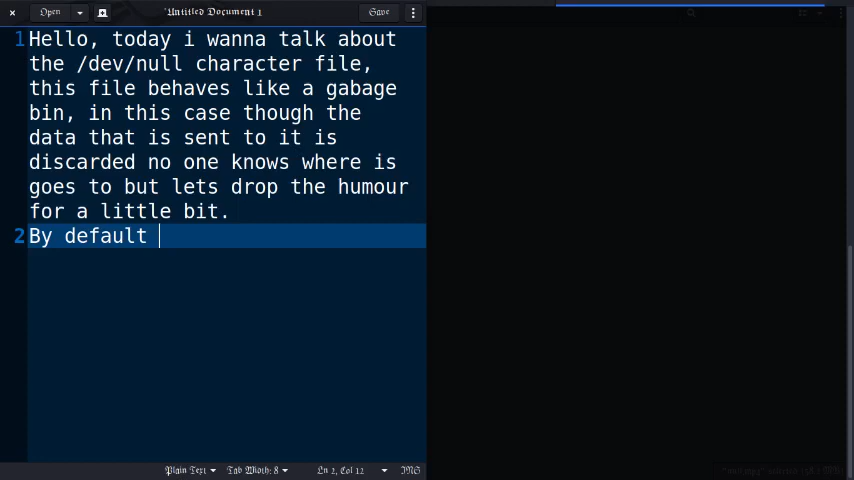 Open
*Untitled Document 1
Save
1 Hello, today i wanna talk about
the /dev/null character file,
this file behaves like a gabage
bin, in this case though the
data that is sent to it is
discarded no one knows where is
goes to but lets drop the humour
for a little bit.
2 By default
Plain Text
Tab Width: 8
Ln 2, Col 12
INS